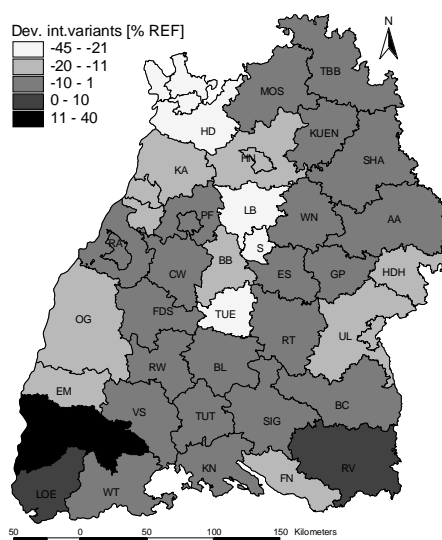 Dev. int.variants [% REF]
-45 - -21
-20 - -11
-10 - 1
0 - 10
11 - 40
N
TBB
MOS
HD
KUEN
HN
KA
SHA
LB
PF
WN
AA
RA
S
BB
CW
ES
GP
HDH
OG
FDS
TUE
RT
UL
RW
BL
EM
BC
VS
TUT
SIG
KN
RV
FN
LOE
WT
50 0 50 100 150 Kilometers